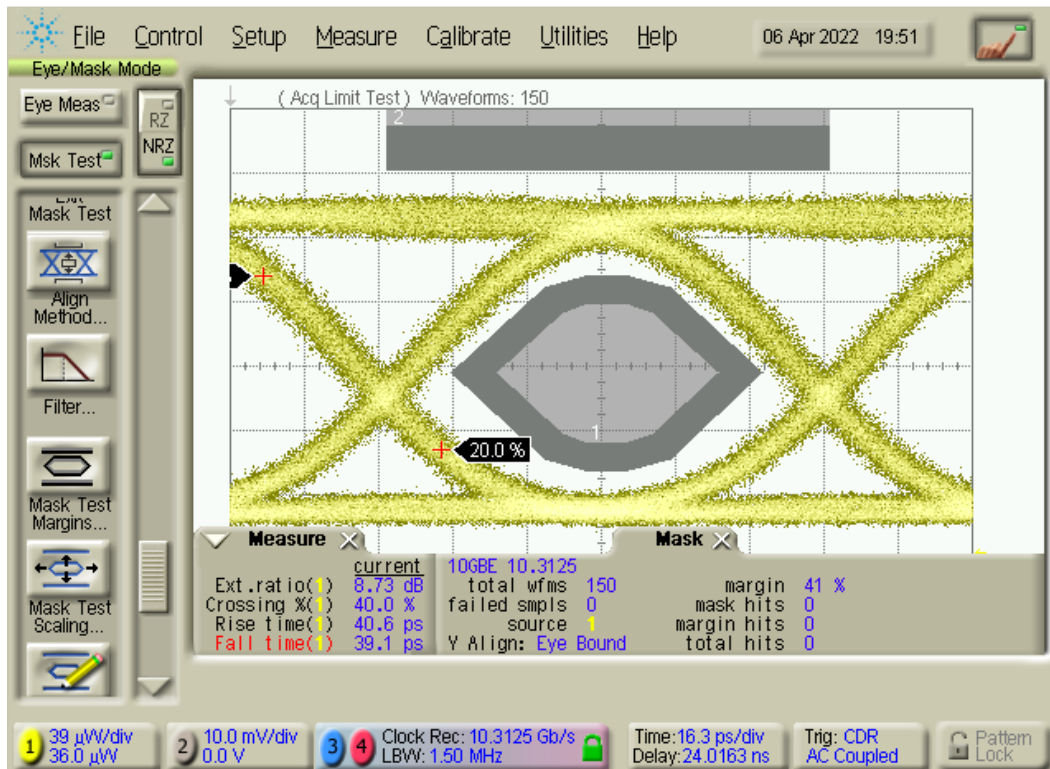 File Control Setup Measure Calibrate Utilities Help 06 Apr 2022 19:51
Eye/Mask Mode
( Acq Limit Test ) Waveforms: 150
Eye Meas
RZ
NRZ
Msk Test
2
Mask Test
Align
Method...
Filter...
1
20.0 %
Mask Test
Margins...
Mask Test
Scaling...
Measure
current
Ext.ratio(1) 8.73 dB
Crossing %(1) 40.0 %
Rise time(1) 40.6 ps
Fall time(1) 39.1 ps
Mask
10GBE 10.3125
total wfms 150 margin 41 %
failed smpls 0 mask hits 0
source 1 margin hits 0
Y Align: Eye Bound total hits 0
1 39 µW/div
36.0 µW
2 10.0 mV/div
0.0 V
3 4 Clock Rec: 10.3125 Gb/s
LBW: 1.50 MHz
Time:16.3 ps/div
Delay:24.0163 ns
Trig: CDR
AC Coupled
Pattern
Lock